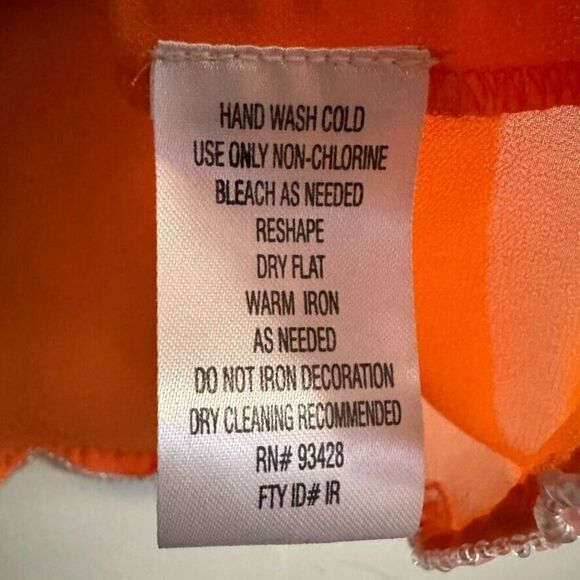 HAND WASH COLD
USE ONLY NON-CHLORINE
BLEACH AS NEEDED
RESHAPE
DRY FLAT
WARM IRON
AS NEEDED
DO NOT IRON DECORATION
DRY CLEANING RECOMMENDED
RN# 93428
FTY ID# IR